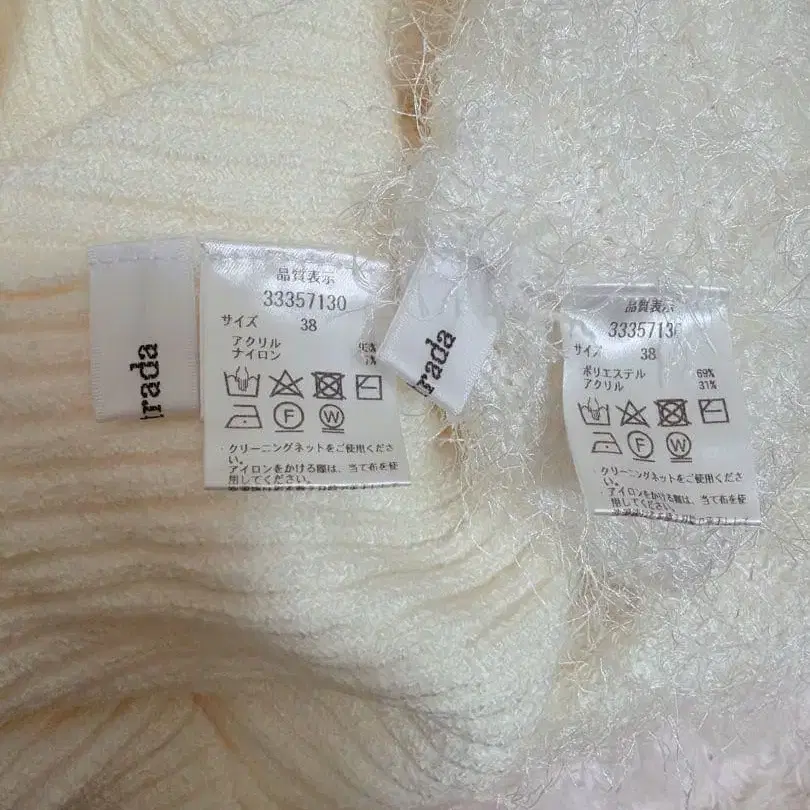 rada
品質表示
33357130
サイズ 38
アクリル 93%
ナイロン 7%
F W
・クリーニングネットをご使用ください。
アイロンをかける際は、当て布を使用してください。
rada
品質表示
3335713
サイズ 38
ポリエステル 69%
アクリル 31%
F W
・クリーニングネットをご使用ください。
・アイロンをかける際は、当て布を使用してください。